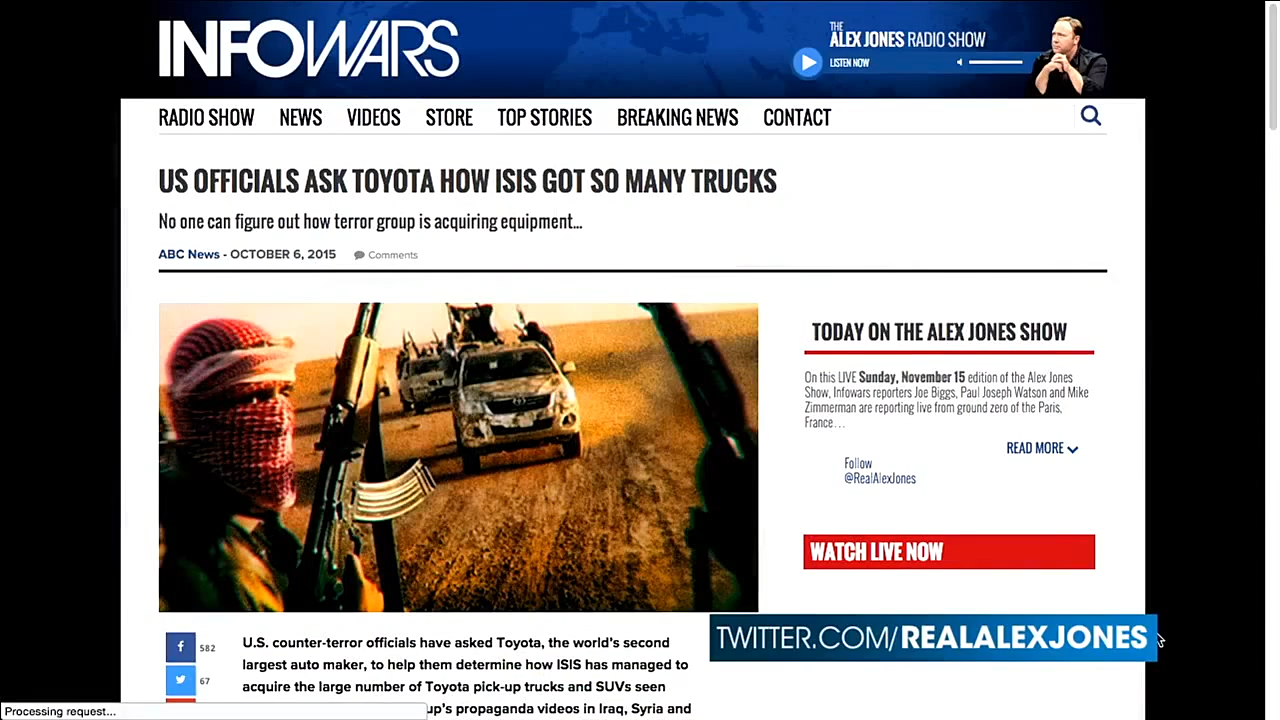 INFOWARS
THE
ALEX JONES RADIO SHOW
LISTEN NOW
RADIO SHOW NEWS VIDEOS STORE TOP STORIES BREAKING NEWS CONTACT
US OFFICIALS ASK TOYOTA HOW ISIS GOT SO MANY TRUCKS
No one can figure out how terror group is acquiring equipment...
ABC News - OCTOBER 6, 2015 Comments
TODAY ON THE ALEX JONES SHOW
On this LIVE Sunday, November 15 edition of the Alex Jones
Show, Infowars reporters Joe Biggs, Paul Joseph Watson and Mike
Zimmerman are reporting live from ground zero of the Paris,
France...
READ MORE
Follow
@RealAlexJones
WATCH LIVE NOW
TWITTER.COM/REALALEXJONES
582
67
U.S. counter-terror officials have asked Toyota, the world's second
largest auto maker, to help them determine how ISIS has managed to
acquire the large number of Toyota pick-up trucks and SUVs seen
up's propaganda videos in Iraq, Syria and
Processing request...